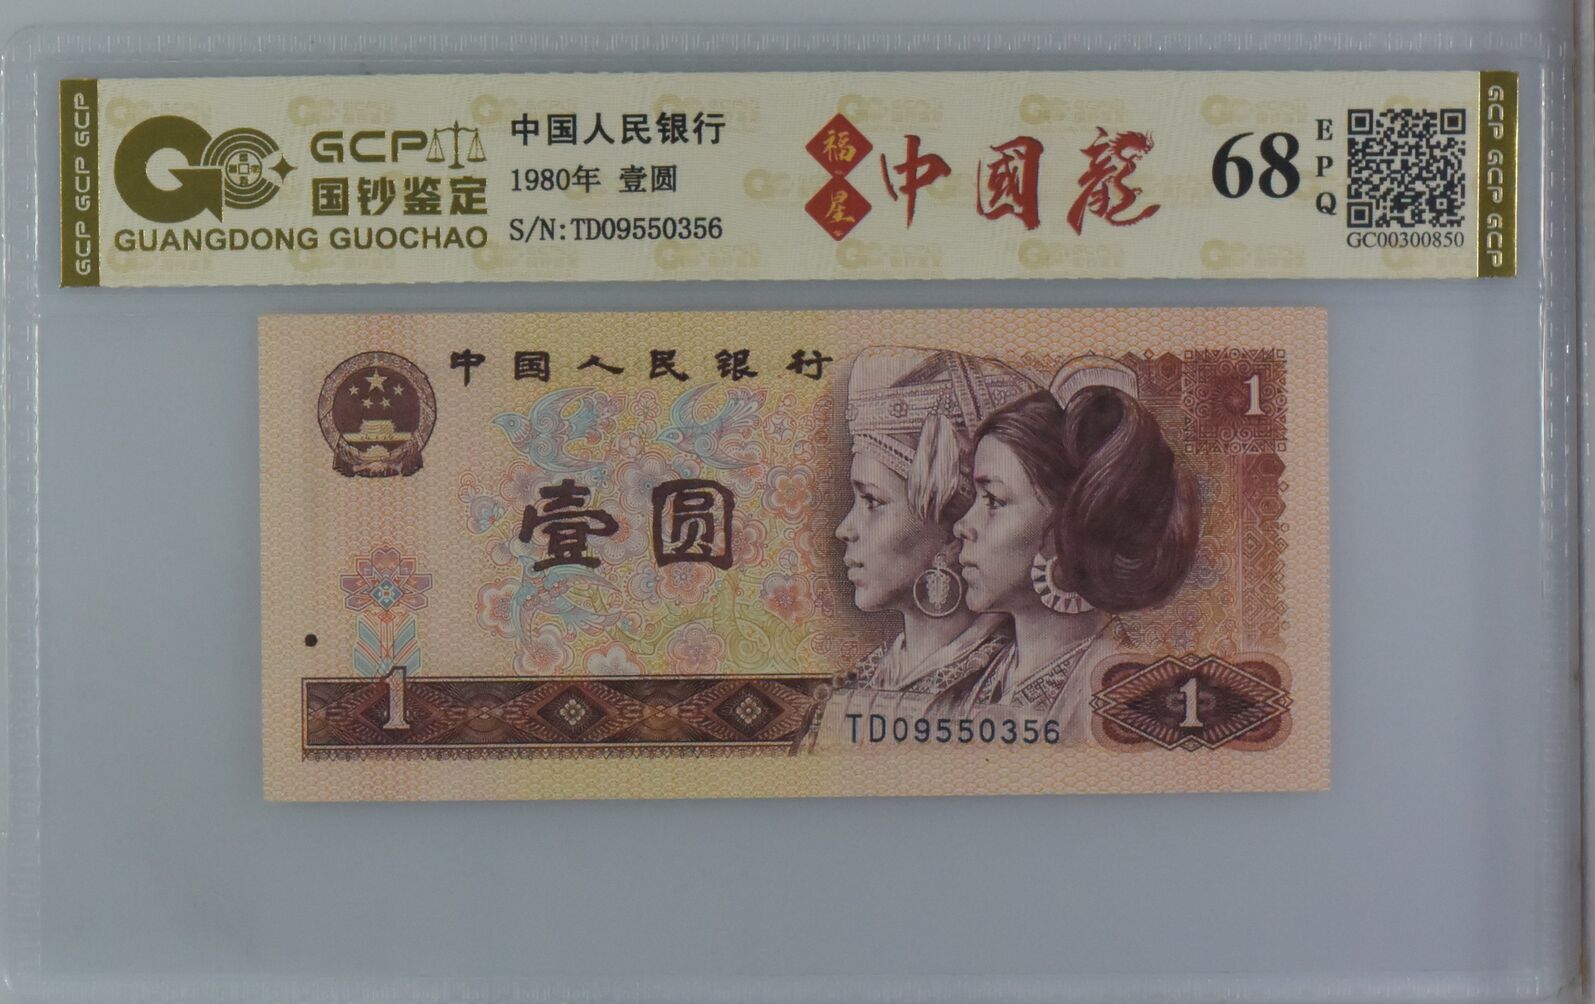 GCP GCP GCP
GCP
国钞鉴定
GUANGDONG GUOCHAO
中国人民银行
1980年 壹圆
S/N:TD09550356
福星
中國龍
68
EPQ
GC00300850
GCP GCP GCP
中国人民银行
1
壹圆
1
TD09550356
1